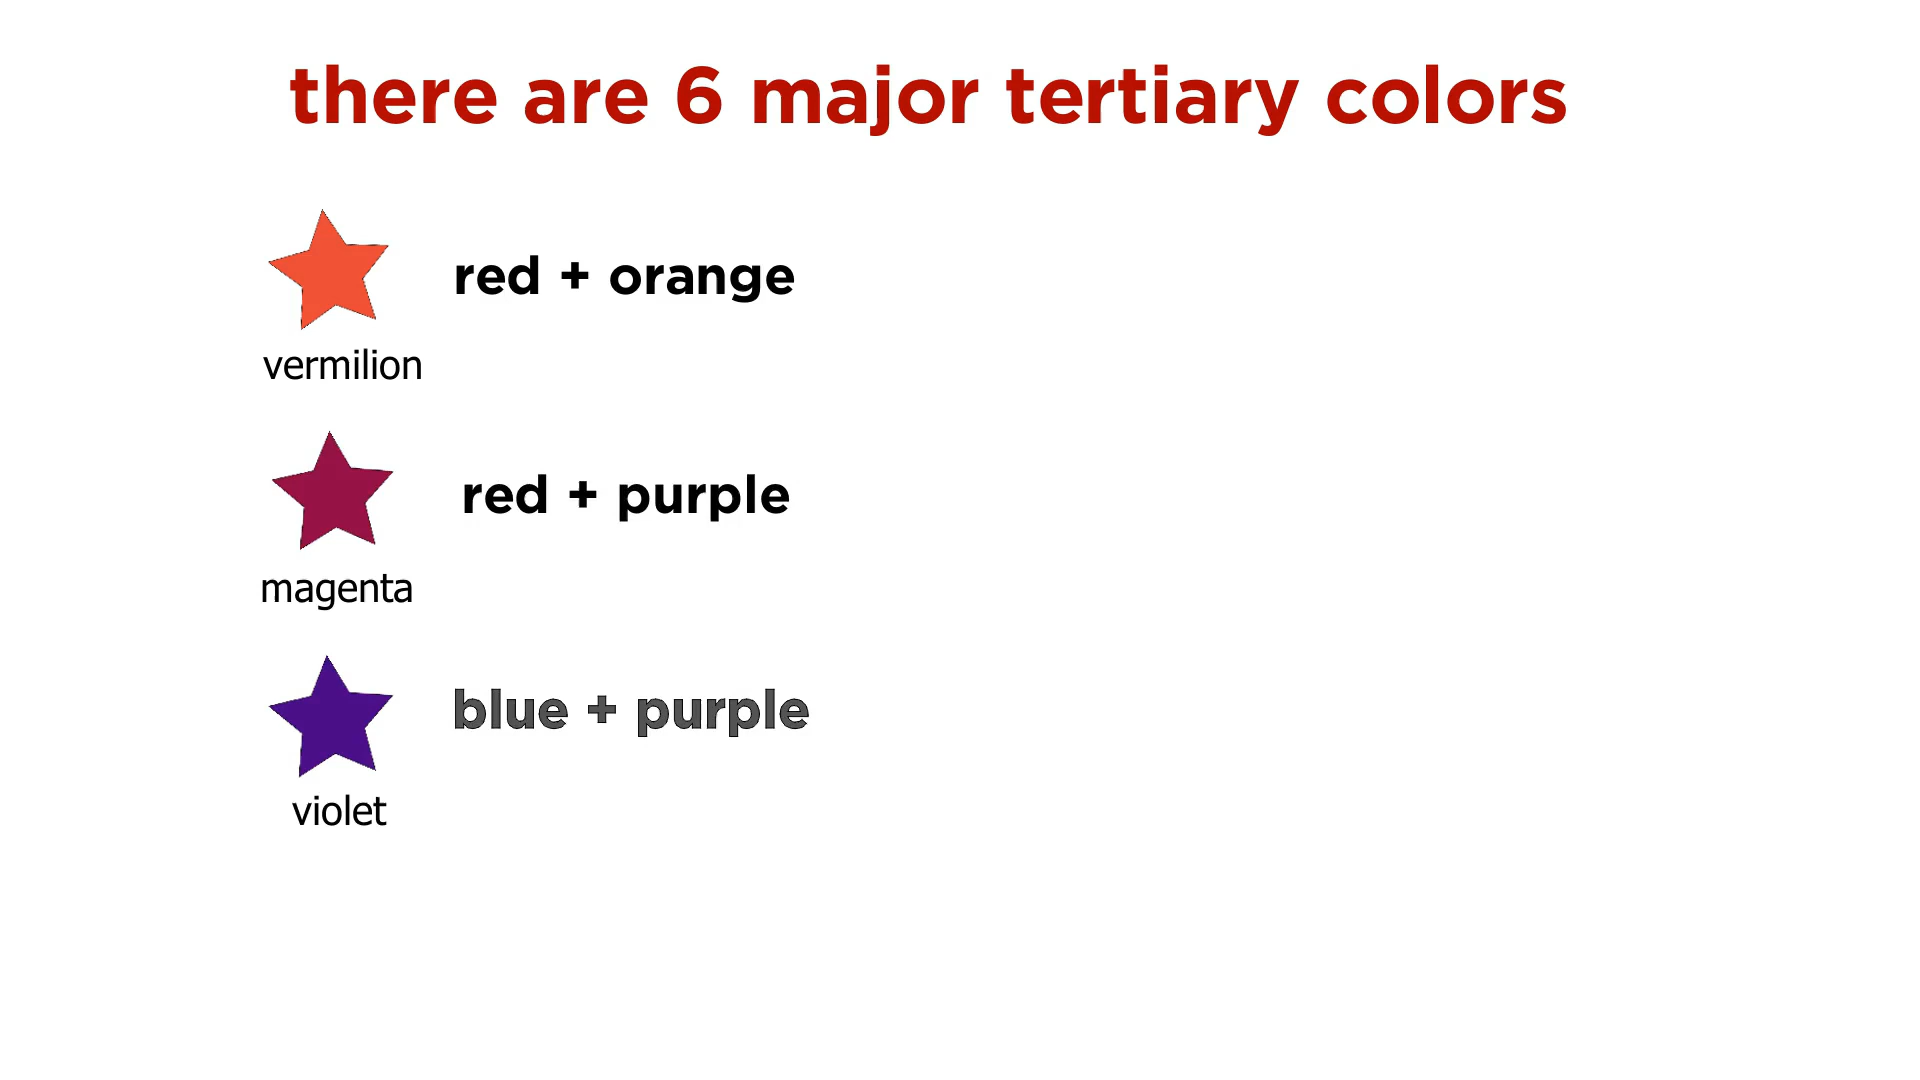 there are 6 major tertiary colors
red + orange
vermilion
red + purple
magenta
blue + purple
violet